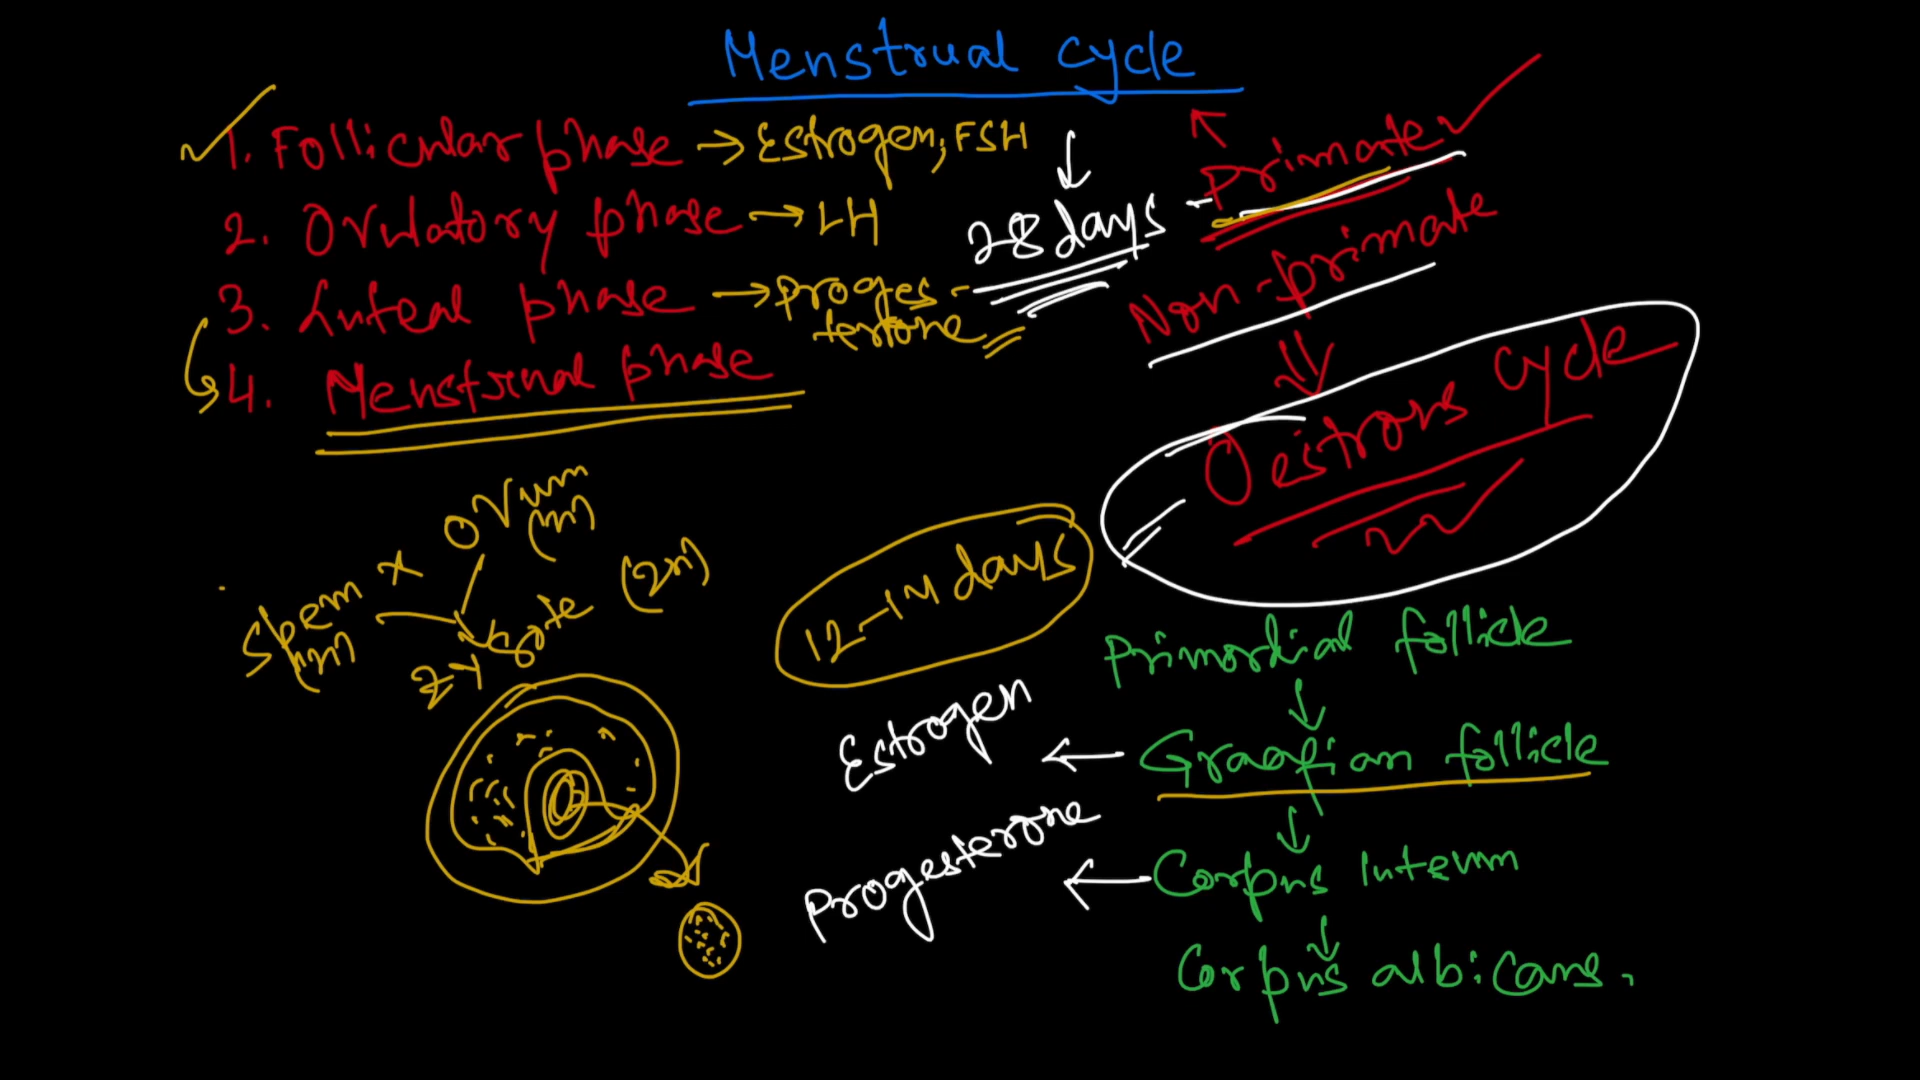 Menstrual cycle
1. Follicular phase → Estrogen, FSH
2. Ovulatory phase → LH
3. Luteal phase → proges-
terone
4. Menstrual phase
28 days - Primate
Non-primate
Oestrous cycle
Ovum
(n)
Sperm x
(n)
Zygote (2n)
12-14 days
Primordial follicle
Estrogen ← Graafian follicle
Progesterone ← Corpus luteum
Corpus albicans.